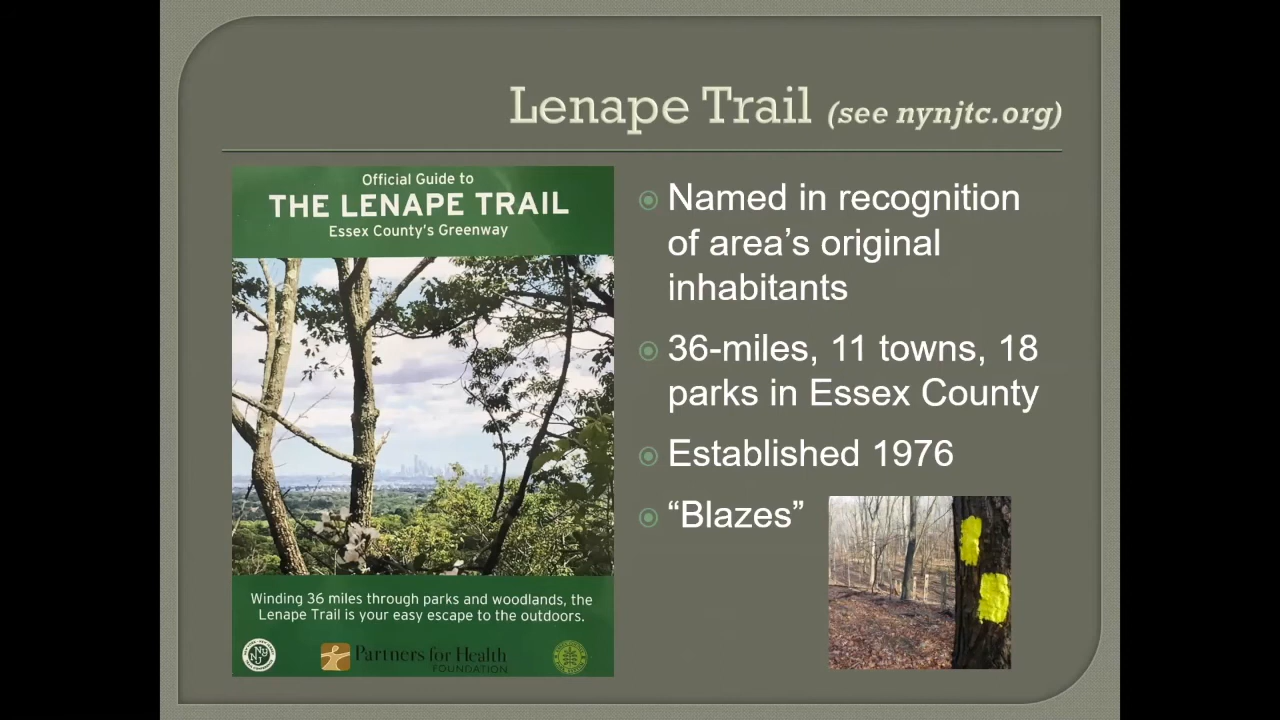 Lenape Trail (see nynjtc.org)
Official Guide to
THE LENAPE TRAIL
Essex County's Greenway
Winding 36 miles through parks and woodlands, the
Lenape Trail is your easy escape to the outdoors.
Partners for Health
FOUNDATION
Named in recognition
of area’s original
inhabitants
36-miles, 11 towns, 18
parks in Essex County
Established 1976
“Blazes”